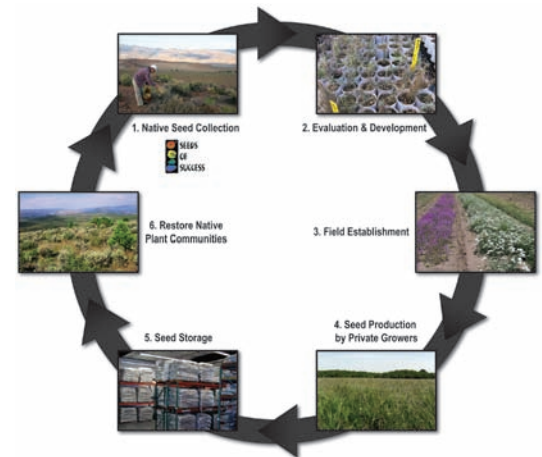 1. Native Seed Collection
SEEDS
OF
SUCCESS
2. Evaluation & Development
3. Field Establishment
4. Seed Production
by Private Growers
5. Seed Storage
6. Restore Native
Plant Communities